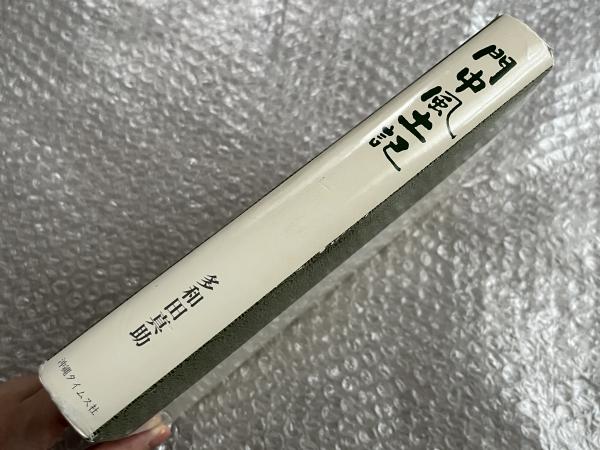 門中風土記
多和田真助
沖縄タイムス社